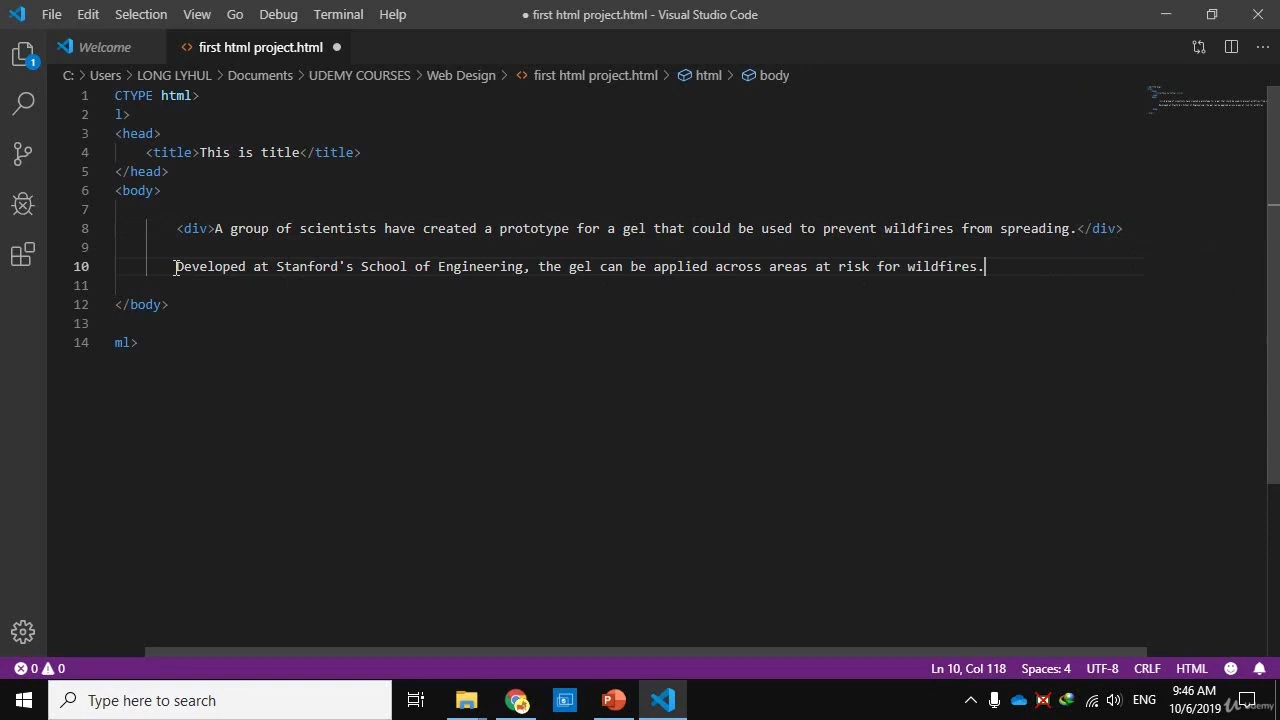 File Edit Selection View Go Debug Terminal Help ● first html project.html - Visual Studio Code
Welcome <> first html project.html ●
C: > Users > LONG LYHUL > Documents > UDEMY COURSES > Web Design > <> first html project.html > html > body
1 CTYPE html>
2 l>
3 <head>
4 <title>This is title</title>
5 </head>
6 <body>
7
8 <div>A group of scientists have created a prototype for a gel that could be used to prevent wildfires from spreading.</div>
9
10 Developed at Stanford's School of Engineering, the gel can be applied across areas at risk for wildfires.
11
12 </body>
13
14 ml>
1
0 0 Ln 10, Col 118 Spaces: 4 UTF-8 CRLF HTML
Type here to search ENG 9:46 AM
10/6/2019
Udemy